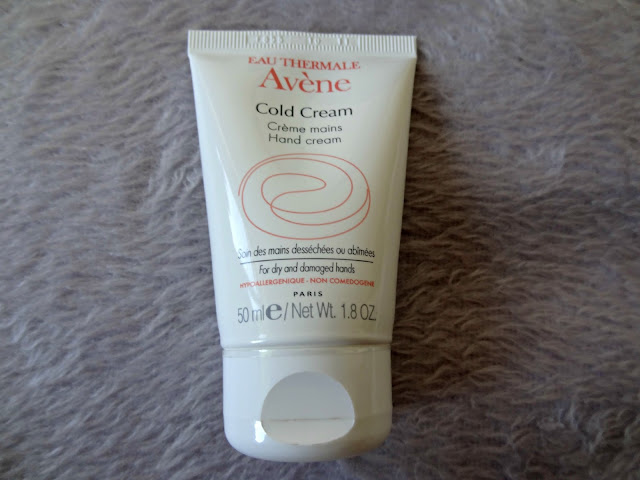 EAU THERMALE
Avène
Cold Cream
Crème mains
Hand cream
Soin des mains desséchées ou abîmées
For dry and damaged hands
HYPOALLERGENIQUE - NON COMEDOGENE
PARIS
50 ml e / Net Wt. 1.8 OZ.